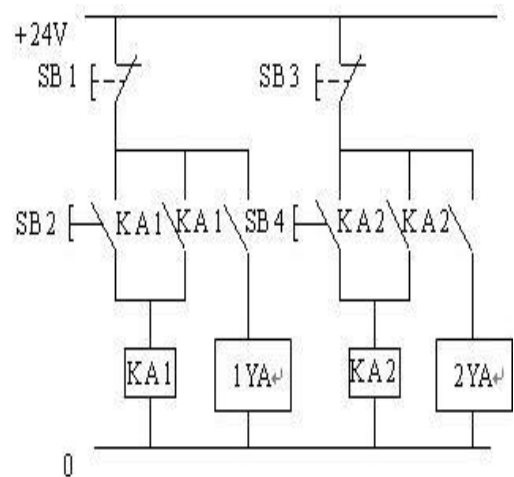 +24V
SB1 SB3
SB2 KA1 KA1 SB4 KA2 KA2
KA1 1YA↵ KA2 2YA↵
0